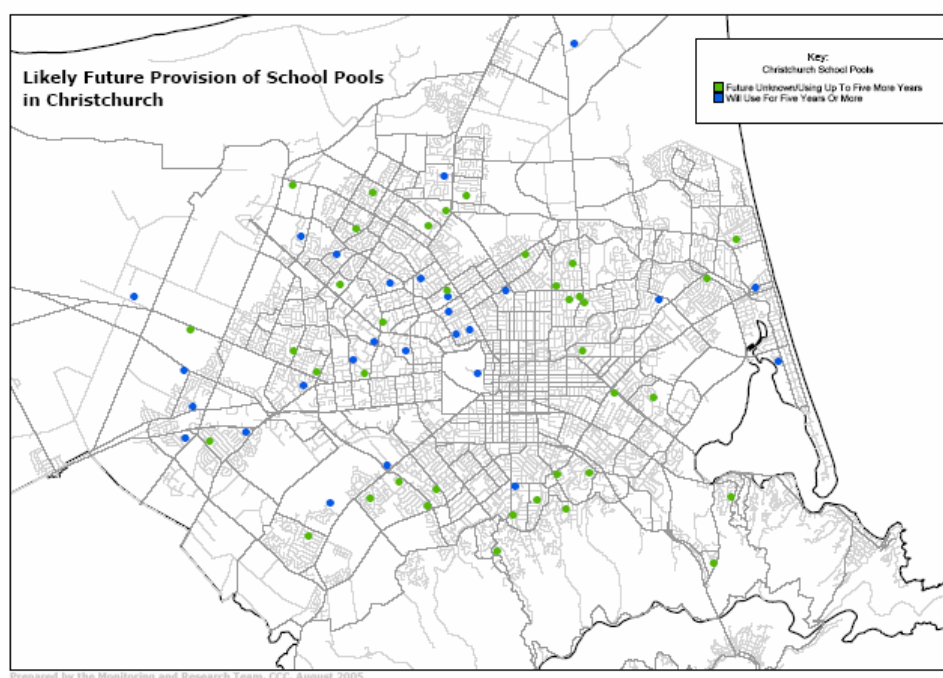 Likely Future Provision of School Pools
in Christchurch
Key:
Christchurch School Pools
Future Unknown/Using Up To Five More Years
Will Use For Five Years Or More
Prepared by the Monitoring and Research Team, CCC, August 2005